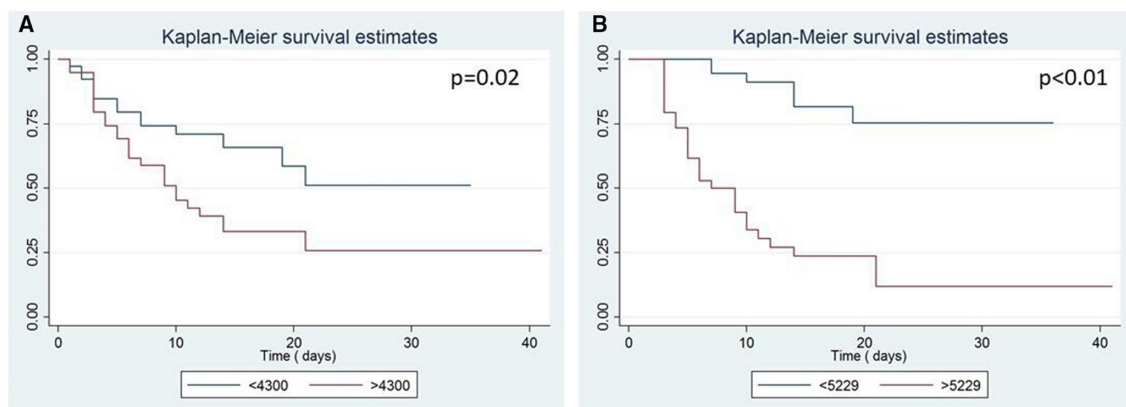 A
Kaplan-Meier survival estimates
p=0.02
1.00
0.75
0.50
0.25
0.00
0 10 20 30 40
Time ( days)
<4300 >4300
B
Kaplan-Meier survival estimates
p<0.01
1.00
0.75
0.50
0.25
0.00
0 10 20 30 40
Time ( days)
<5229 >5229